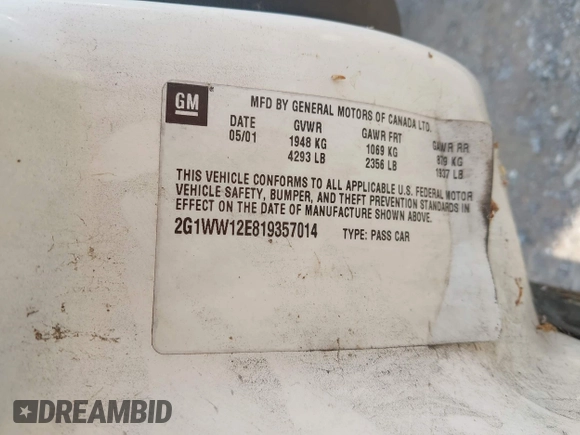 GM
MFD BY GENERAL MOTORS OF CANADA LTD.
DATE GVWR GAWR FRT GAWR RR
05/01 1948 KG 1069 KG 879 KG
4293 LB 2356 LB 1937 LB
THIS VEHICLE CONFORMS TO ALL APPLICABLE U.S. FEDERAL MOTOR
VEHICLE SAFETY, BUMPER, AND THEFT PREVENTION STANDARDS IN
EFFECT ON THE DATE OF MANUFACTURE SHOWN ABOVE.
2G1WW12E819357014 TYPE: PASS CAR
DREAMBID